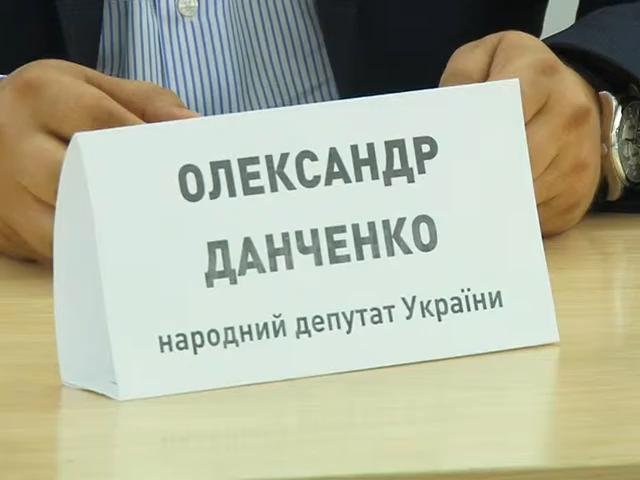 ОЛЕКСАНДР
ДАНЧЕНКО
народний депутат України